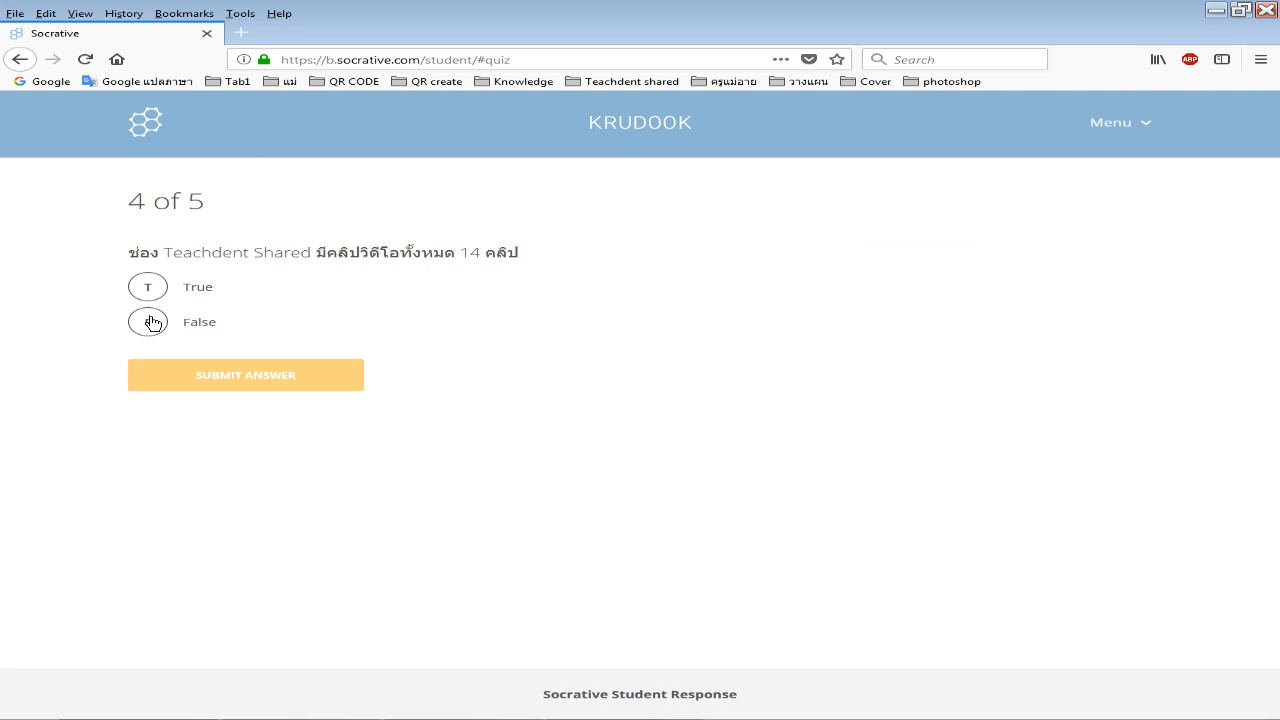 File Edit View History Bookmarks Tools Help
Socrative
https://b.socrative.com/student/#quiz
Search
Google Google แปลภาษา Tab1 แม่ QR CODE QR create Knowledge Teachdent shared ครูแม่อาย วางแผน Cover photoshop
KRUDOOK
Menu
4 of 5
ช่อง Teachdent Shared มีคลิปวิดีโอทั้งหมด 14 คลิป
T True
False
SUBMIT ANSWER
Socrative Student Response